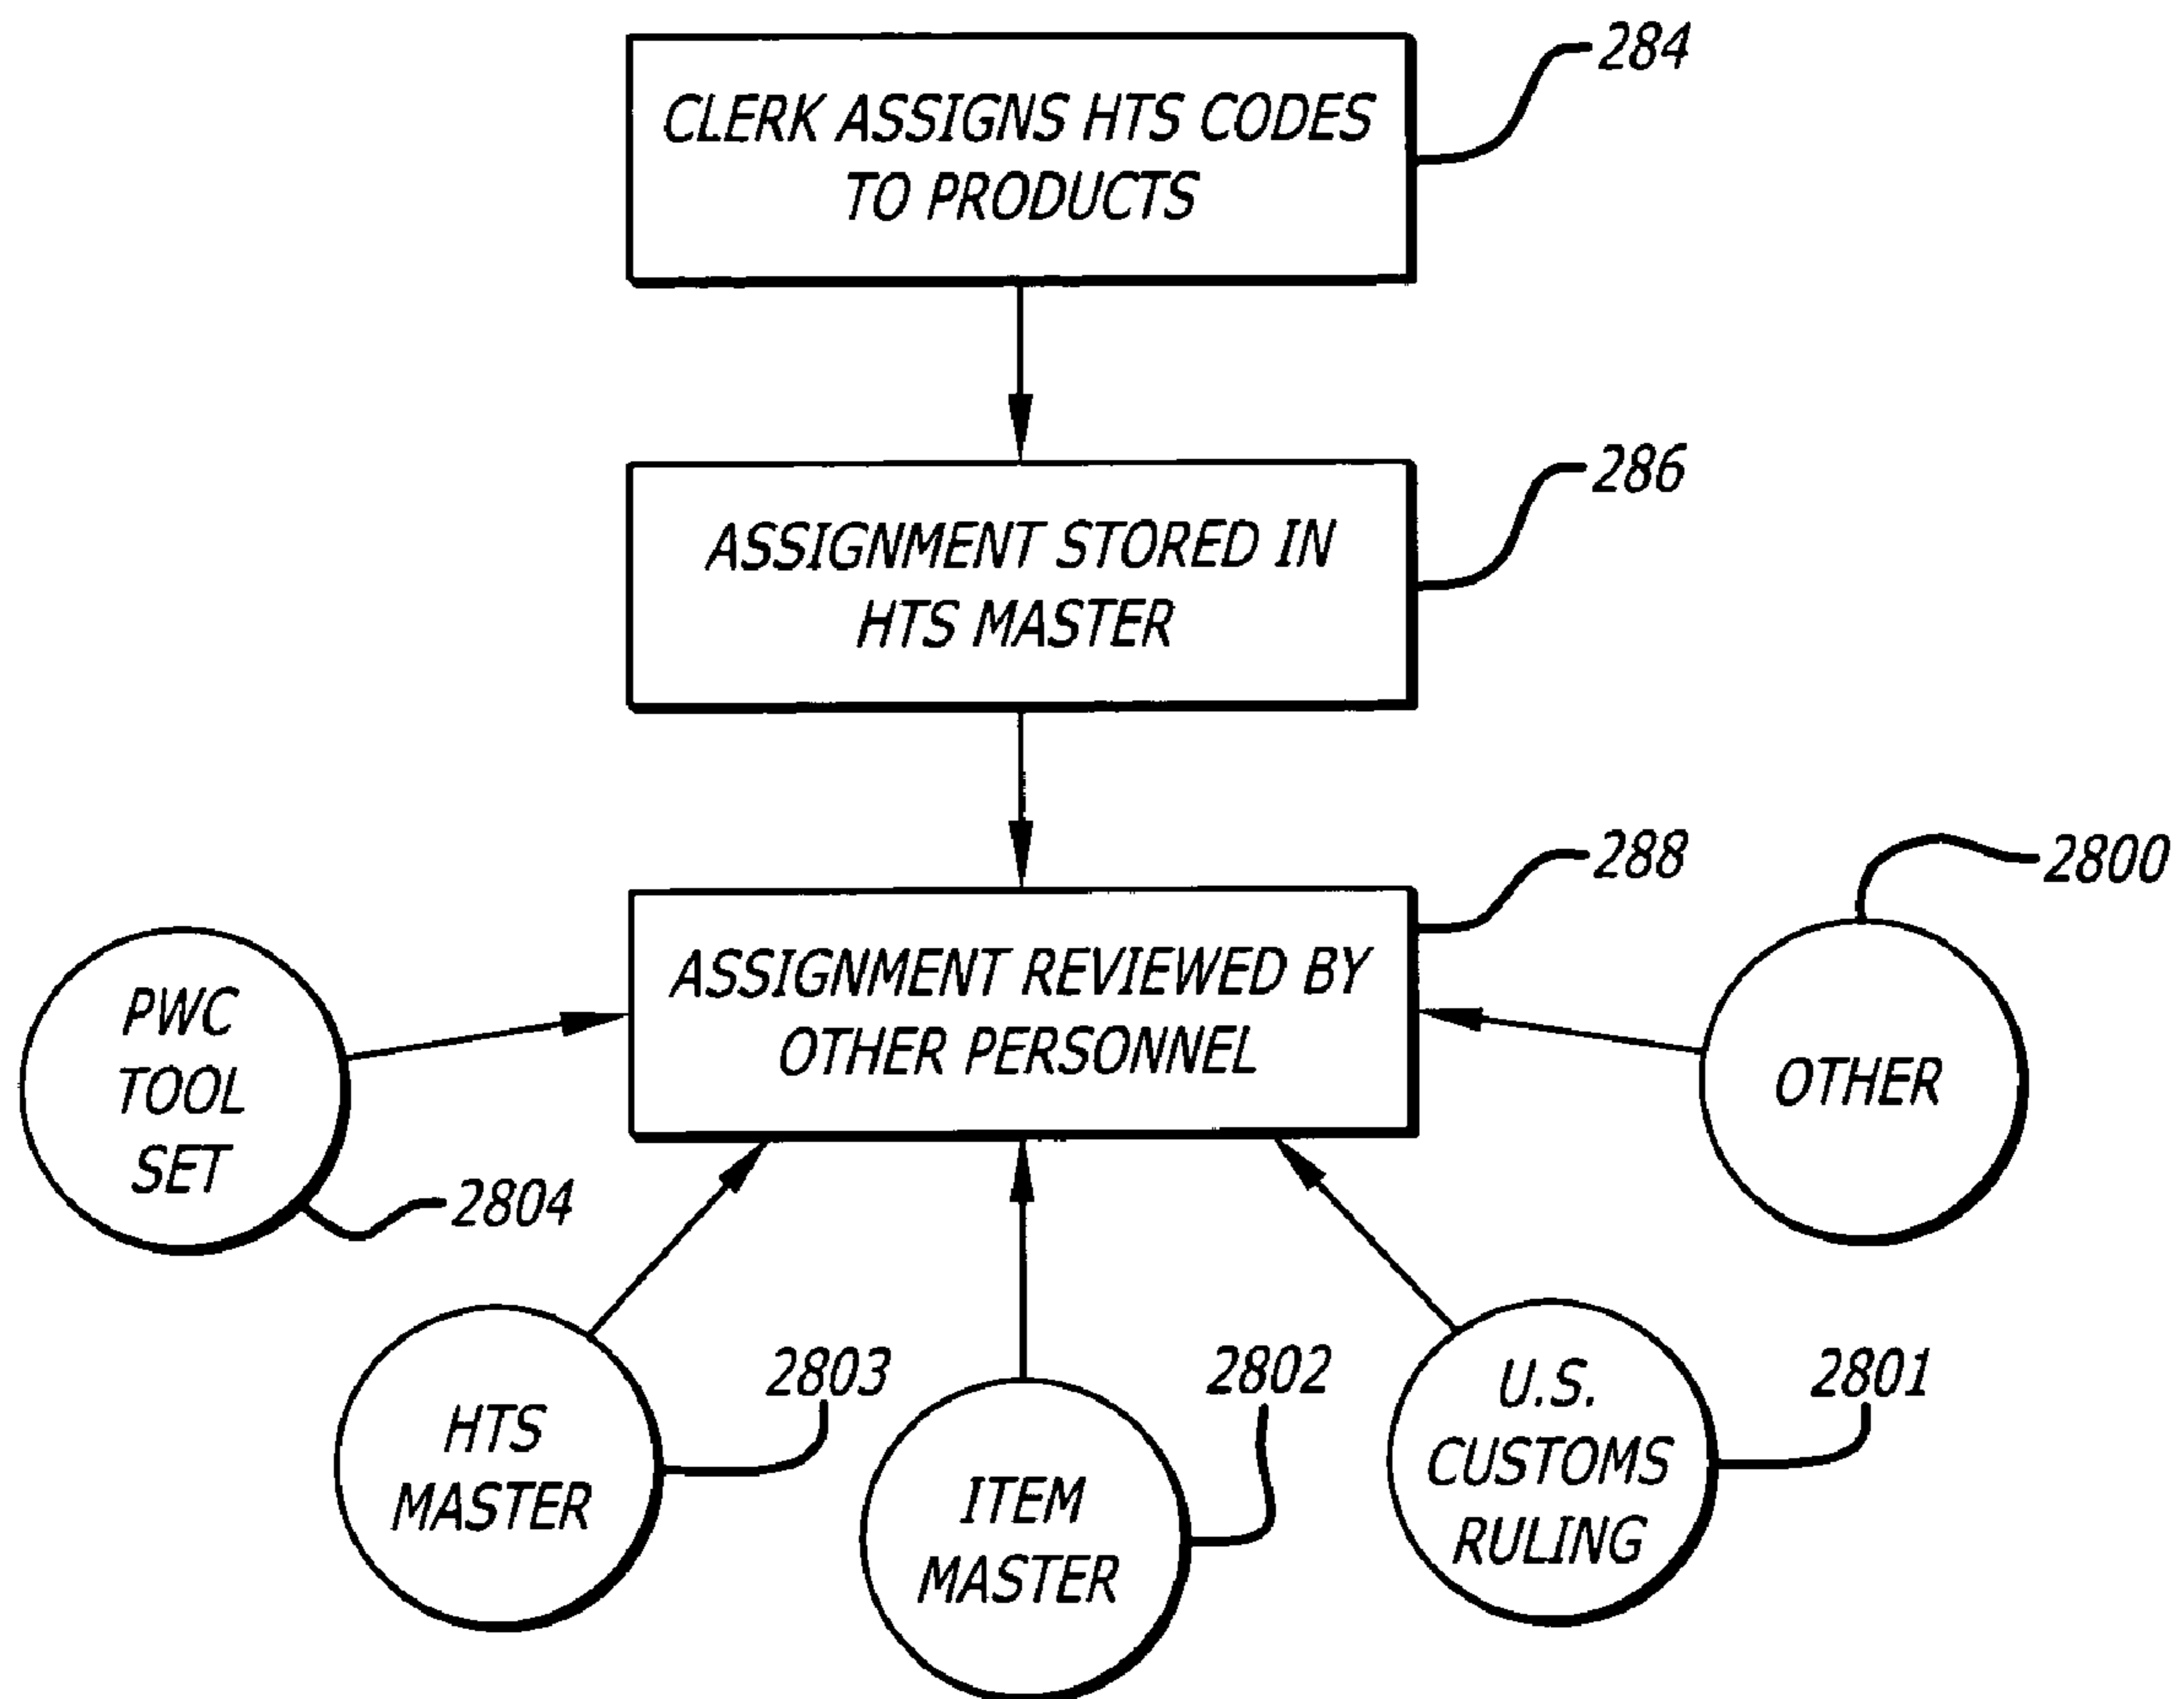 284
CLERK ASSIGNS HTS CODES
TO PRODUCTS
286
ASSIGNMENT STORED IN
HTS MASTER
288
2800
ASSIGNMENT REVIEWED BY
OTHER PERSONNEL
PWC
TOOL
SET
2804
OTHER
HTS
MASTER
2803
ITEM
MASTER
2802
U.S.
CUSTOMS
RULING
2801